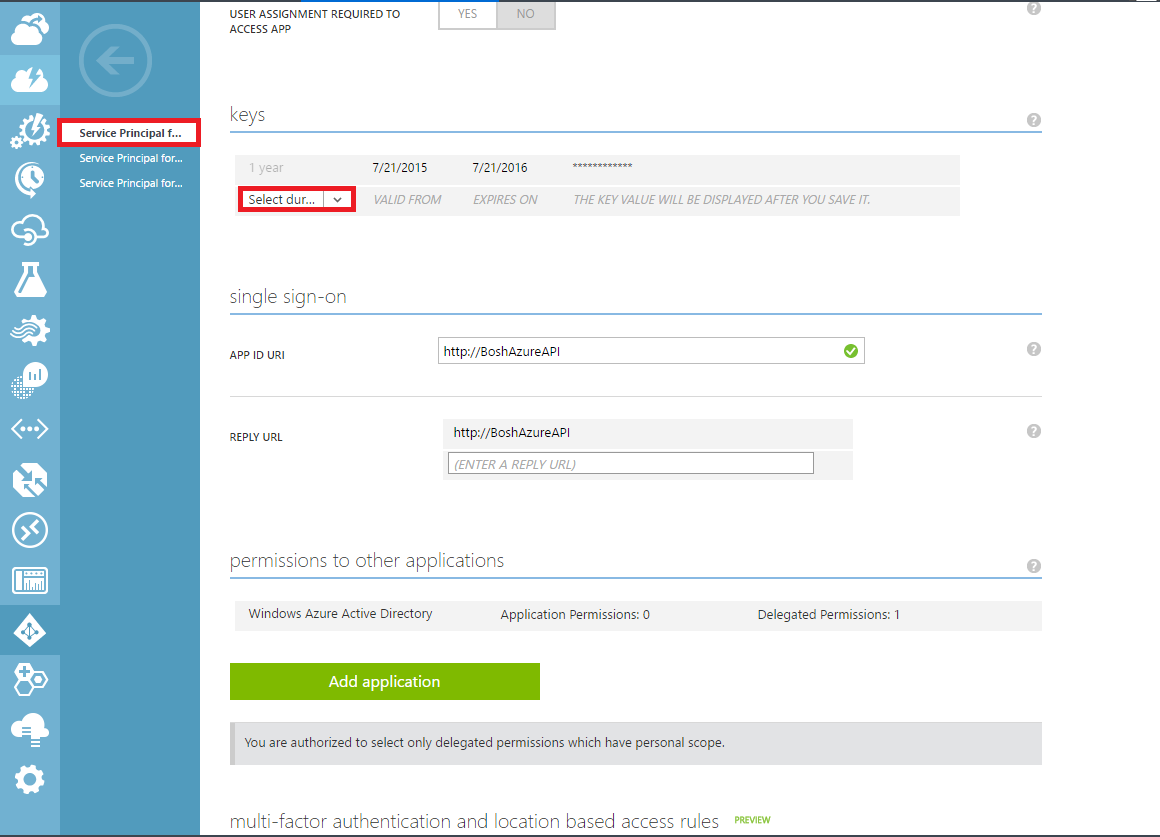 USER ASSIGNMENT REQUIRED TO
ACCESS APP
YES NO
?
Service Principal f...
Service Principal for...
Service Principal for...
keys
?
1 year 7/21/2015 7/21/2016 ************
Select dur... VALID FROM EXPIRES ON THE KEY VALUE WILL BE DISPLAYED AFTER YOU SAVE IT.
single sign-on
APP ID URI http://BoshAzureAPI ?
REPLY URL http://BoshAzureAPI ?
(ENTER A REPLY URL)
permissions to other applications
?
Windows Azure Active Directory Application Permissions: 0 Delegated Permissions: 1
Add application
You are authorized to select only delegated permissions which have personal scope.
multi-factor authentication and location based access rules PREVIEW